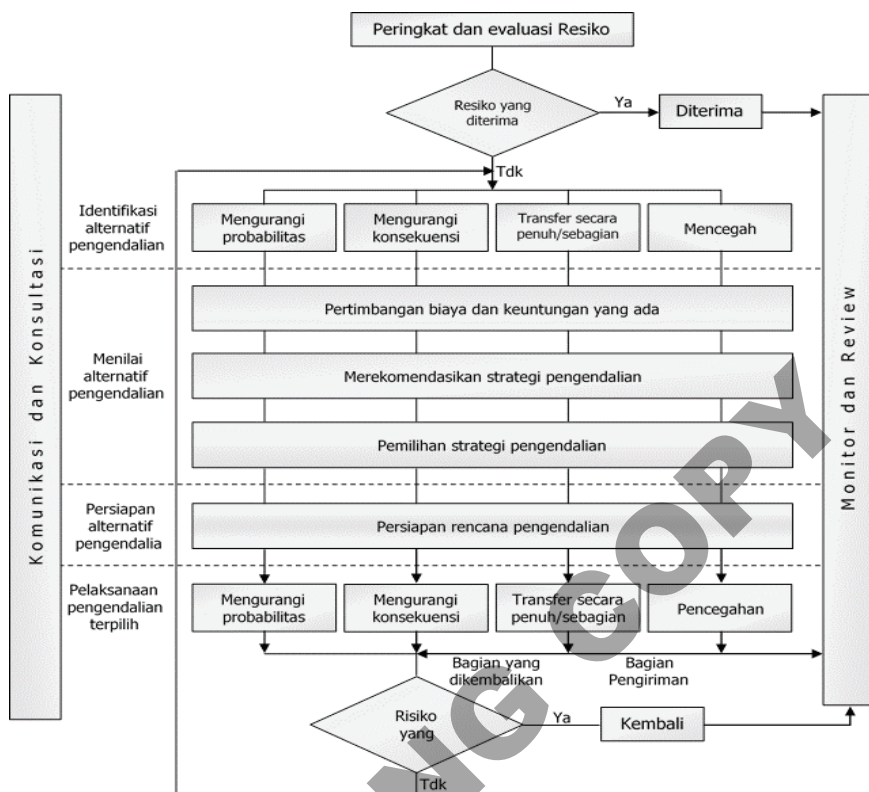 Peringkat dan evaluasi Resiko
Resiko yang
diterima
Ya
Diterima
Tdk
Komunikasi dan Konsultasi
Monitor dan Review
Identifikasi
alternatif
pengendalian
Mengurangi
probabilitas
Mengurangi
konsekuensi
Transfer secara
penuh/sebagian
Mencegah
Pertimbangan biaya dan keuntungan yang ada
Menilai
alternatif
pengendalian
Merekomendasikan strategi pengendalian
Pemilihan strategi pengendalian
Persiapan
alternatif
pengendalia
Persiapan rencana pengendalian
Pelaksanaan
pengendalian
terpilih
Mengurangi
probabilitas
Mengurangi
konsekuensi
Transfer secara
penuh/sebagian
Pencegahan
Bagian yang
dikembalikan
Bagian
Pengiriman
Risiko
yang
Ya
Kembali
Tdk
NG COPY